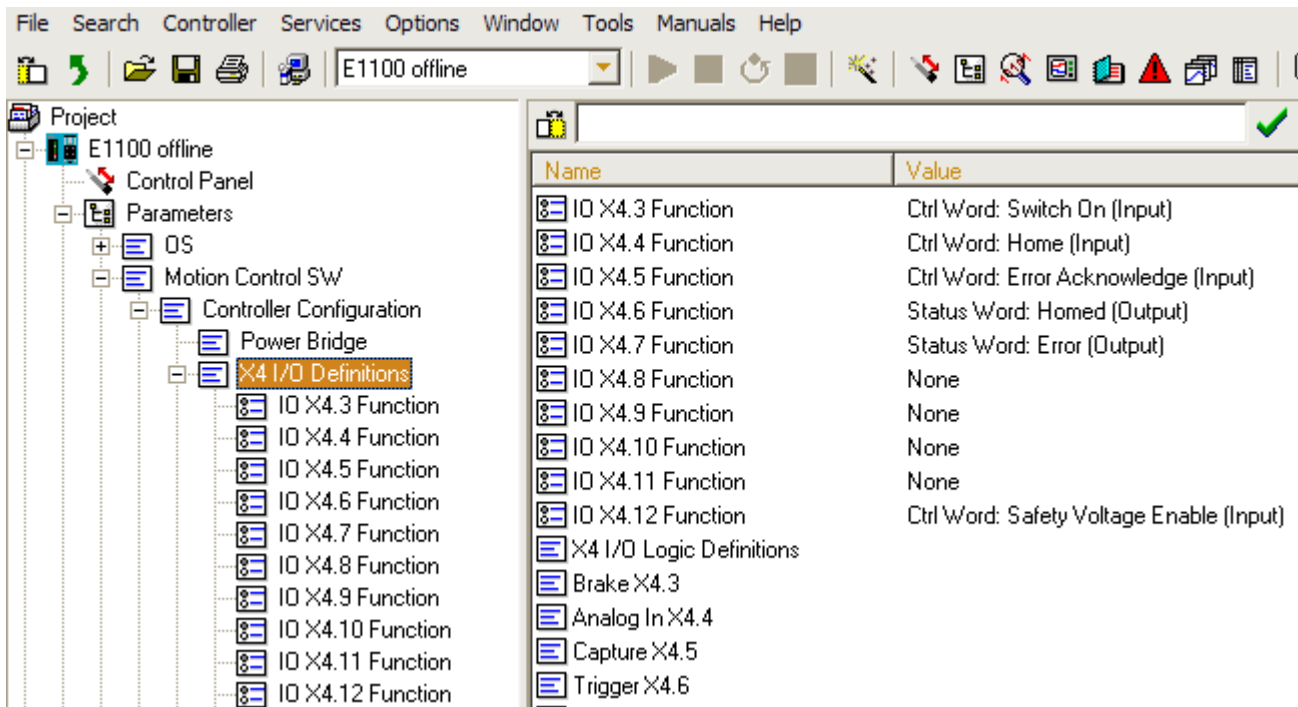 File Search Controller Services Options Window Tools Manuals Help
E1100 offline
Project
E1100 offline
Control Panel
Parameters
OS
Motion Control SW
Controller Configuration
Power Bridge
X4 I/O Definitions
IO X4.3 Function
IO X4.4 Function
IO X4.5 Function
IO X4.6 Function
IO X4.7 Function
IO X4.8 Function
IO X4.9 Function
IO X4.10 Function
IO X4.11 Function
IO X4.12 Function
Name Value
IO X4.3 Function Ctrl Word: Switch On (Input)
IO X4.4 Function Ctrl Word: Home (Input)
IO X4.5 Function Ctrl Word: Error Acknowledge (Input)
IO X4.6 Function Status Word: Homed (Output)
IO X4.7 Function Status Word: Error (Output)
IO X4.8 Function None
IO X4.9 Function None
IO X4.10 Function None
IO X4.11 Function None
IO X4.12 Function Ctrl Word: Safety Voltage Enable (Input)
X4 I/O Logic Definitions
Brake X4.3
Analog In X4.4
Capture X4.5
Trigger X4.6